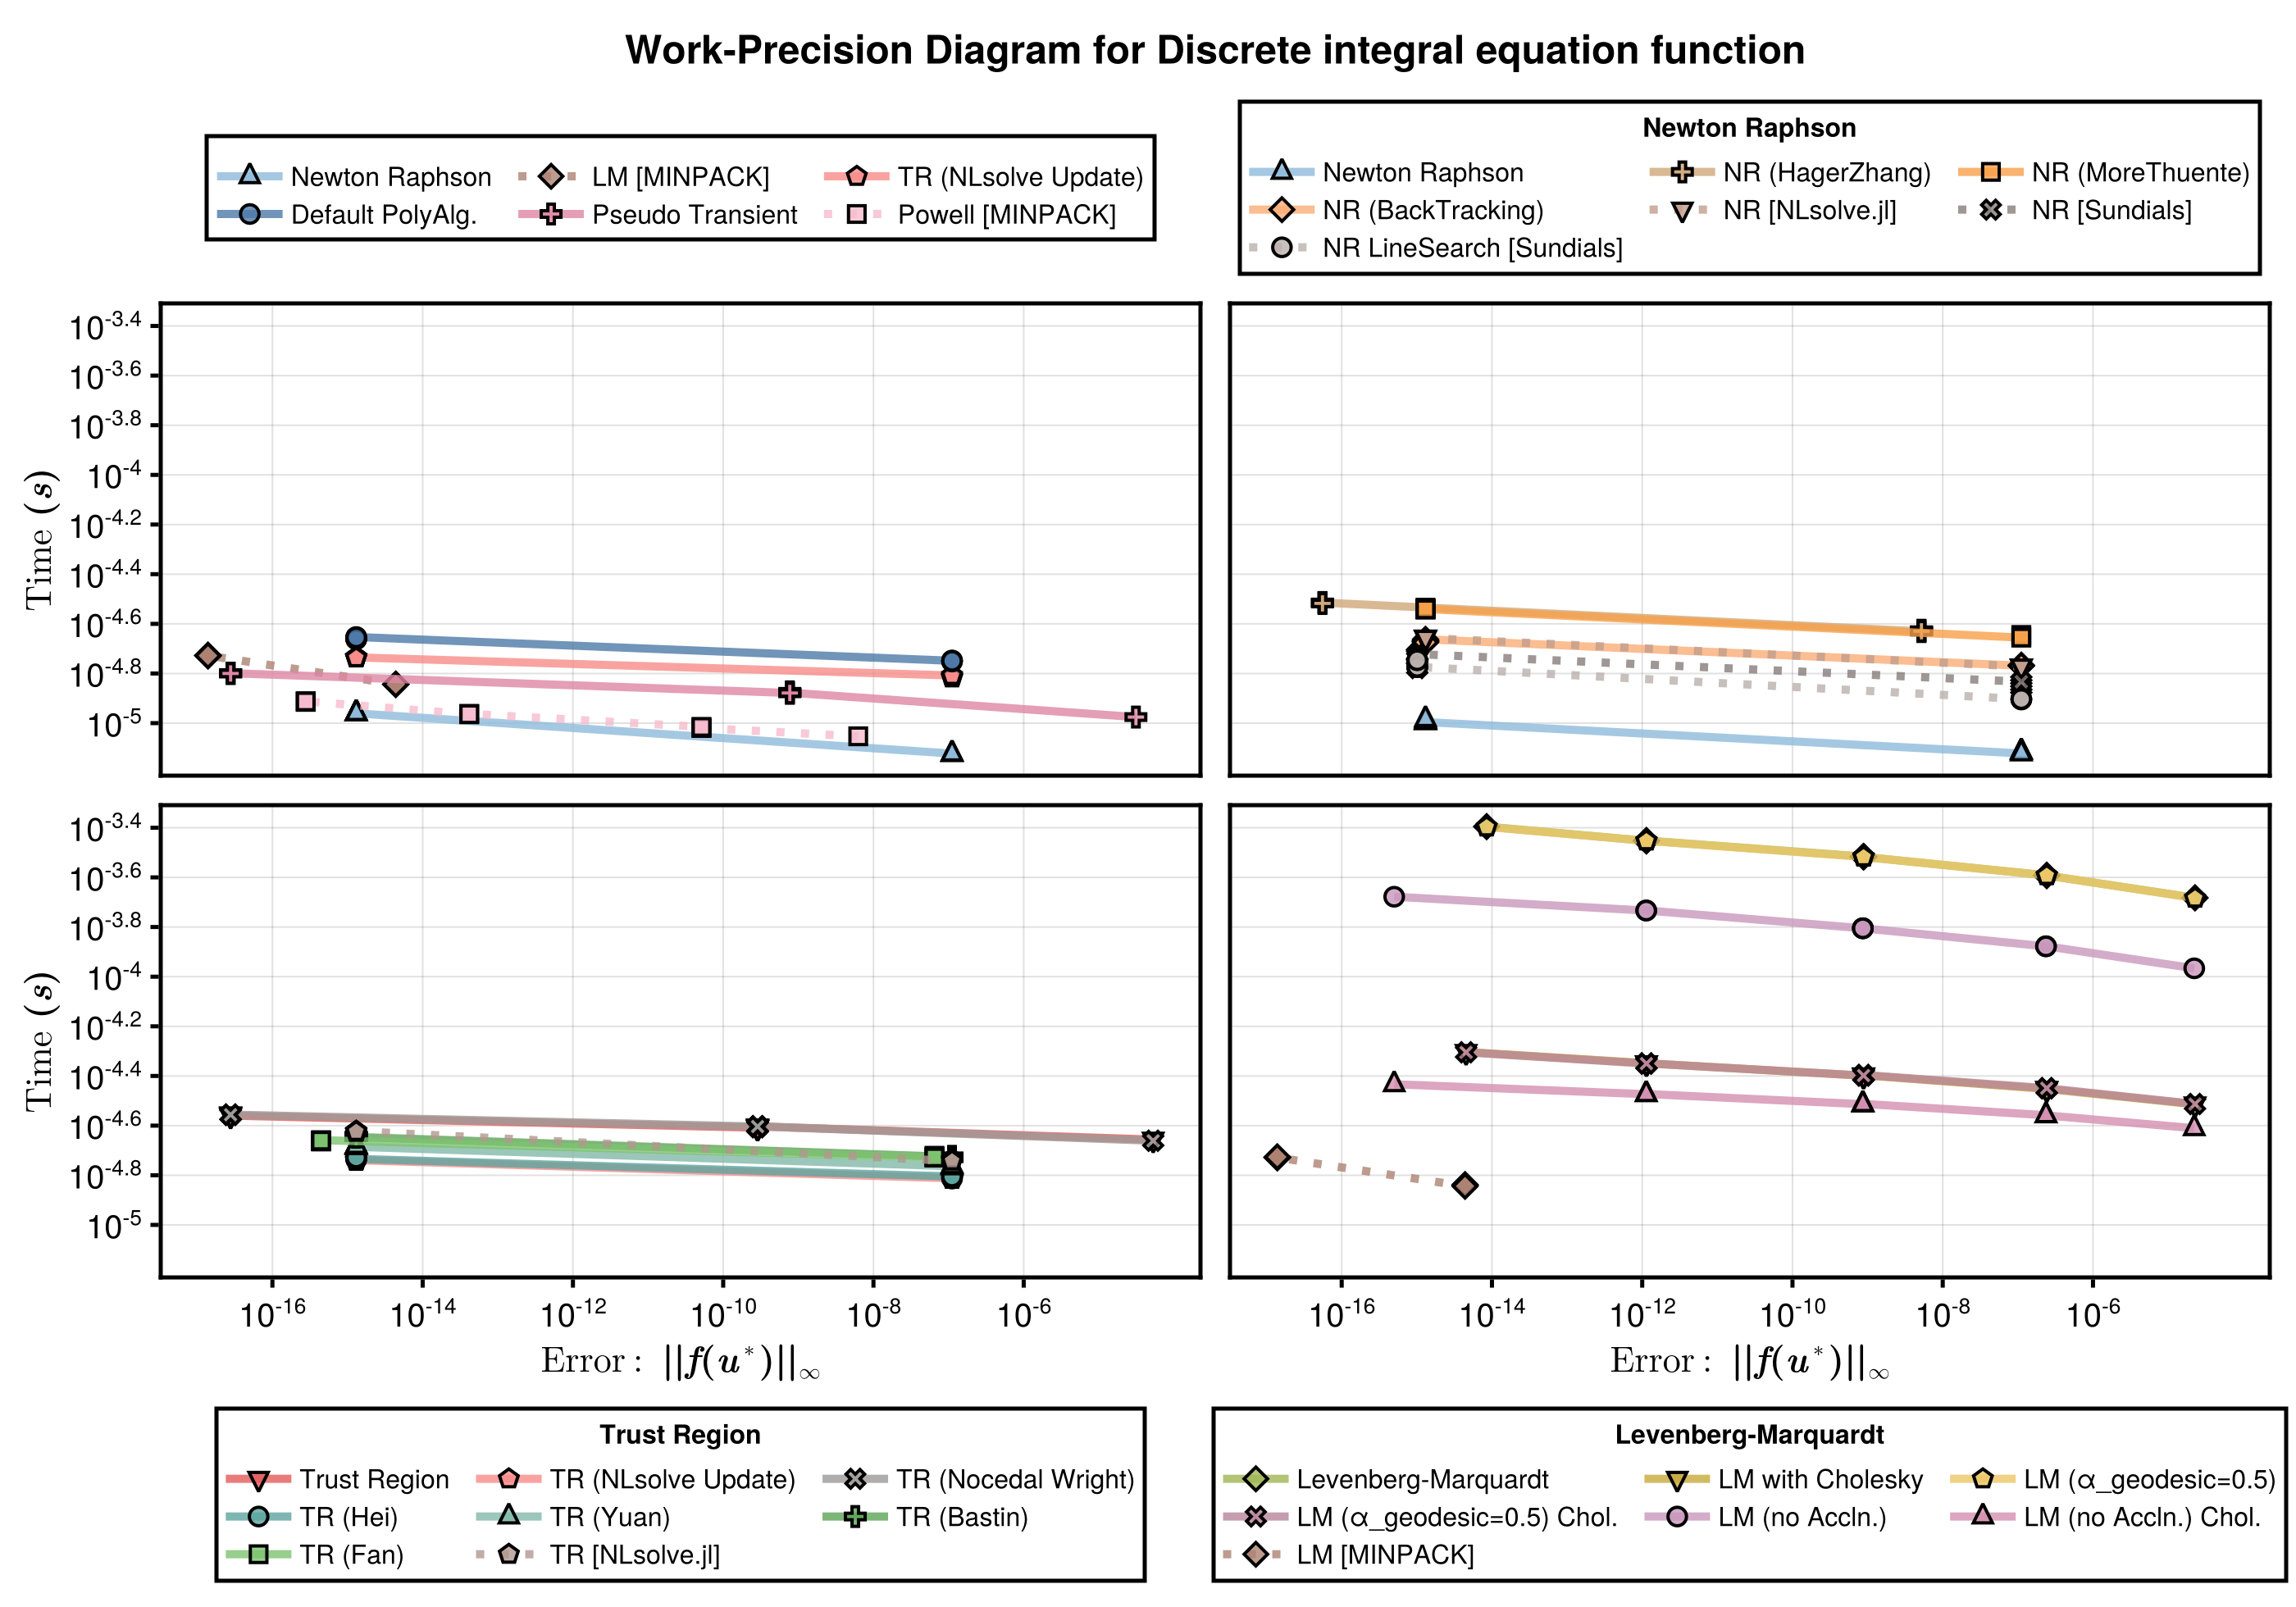 Work-Precision Diagram for Discrete integral equation function
Newton Raphson LM [MINPACK] TR (NLsolve Update)
Default PolyAlg. Pseudo Transient Powell [MINPACK]
Newton Raphson
Newton Raphson NR (HagerZhang) NR (MoreThuente)
NR (BackTracking) NR [NLsolve.jl] NR [Sundials]
NR LineSearch [Sundials]
Time (s)
10^-3.4
10^-3.6
10^-3.8
10^-4
10^-4.2
10^-4.4
10^-4.6
10^-4.8
10^-5
Time (s)
10^-3.4
10^-3.6
10^-3.8
10^-4
10^-4.2
10^-4.4
10^-4.6
10^-4.8
10^-5
10^-16 10^-14 10^-12 10^-10 10^-8 10^-6
Error: ||f(u*)||∞
10^-16 10^-14 10^-12 10^-10 10^-8 10^-6
Error: ||f(u*)||∞
Trust Region
Trust Region TR (NLsolve Update) TR (Nocedal Wright)
TR (Hei) TR (Yuan) TR (Bastin)
TR (Fan) TR [NLsolve.jl]
Levenberg-Marquardt
Levenberg-Marquardt LM with Cholesky LM (α_geodesic=0.5)
LM (α_geodesic=0.5) Chol. LM (no Accln.) LM (no Accln.) Chol.
LM [MINPACK]